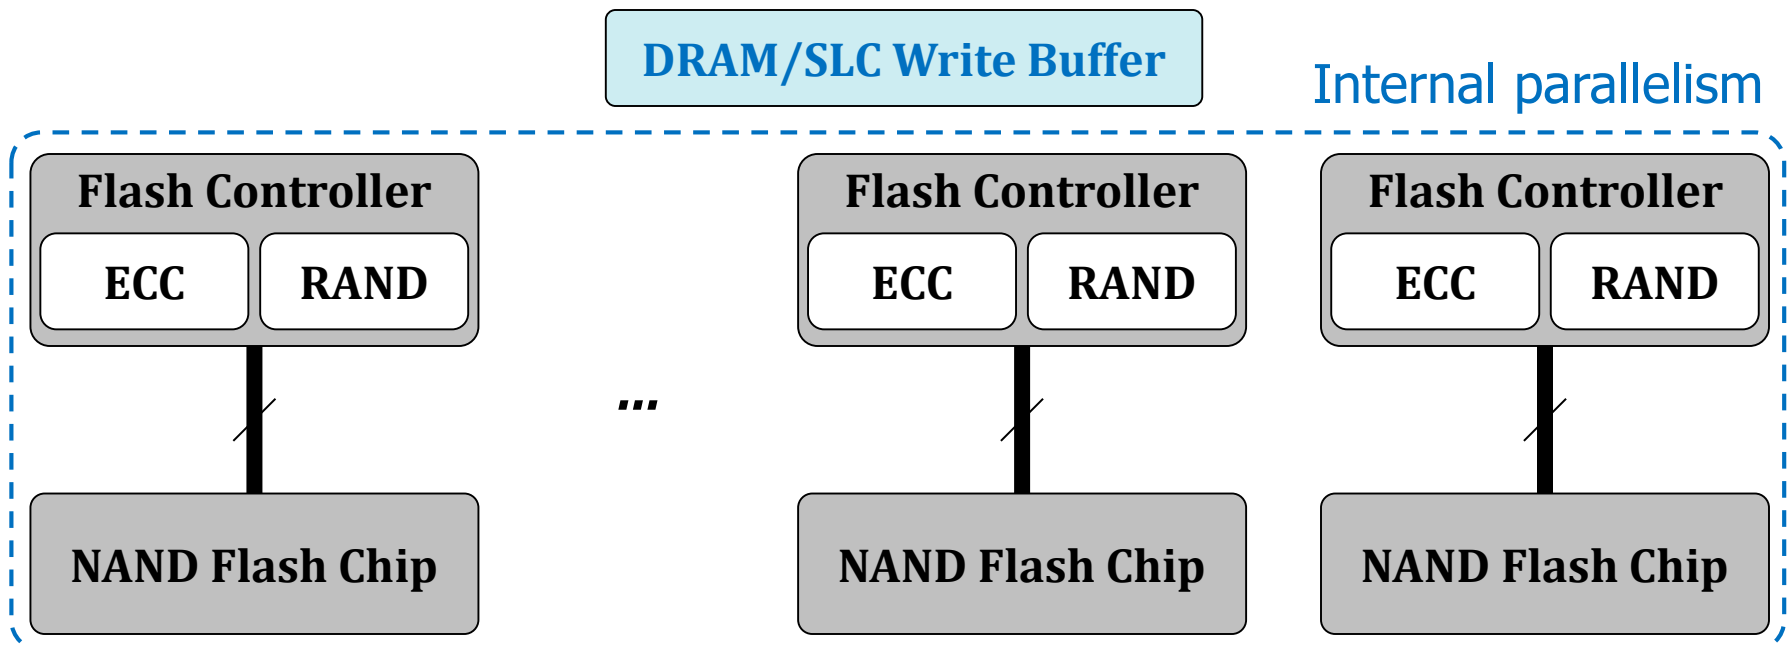 DRAM/SLC Write Buffer
Internal parallelism
Flash Controller
ECC RAND
Flash Controller
ECC RAND
Flash Controller
ECC RAND
...
NAND Flash Chip
NAND Flash Chip
NAND Flash Chip